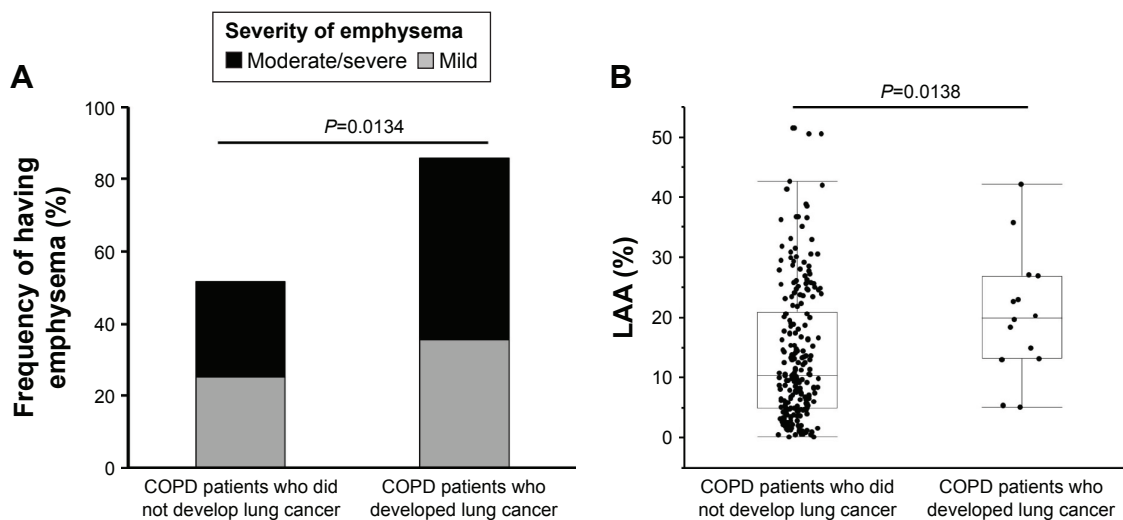 Severity of emphysema
Moderate/severe Mild
A
Frequency of having
emphysema (%)
100
80
60
40
20
0
P=0.0134
COPD patients who did
not develop lung cancer
COPD patients who
developed lung cancer
B
LAA (%)
50
40
30
20
10
0
P=0.0138
COPD patients who did
not develop lung cancer
COPD patients who
developed lung cancer